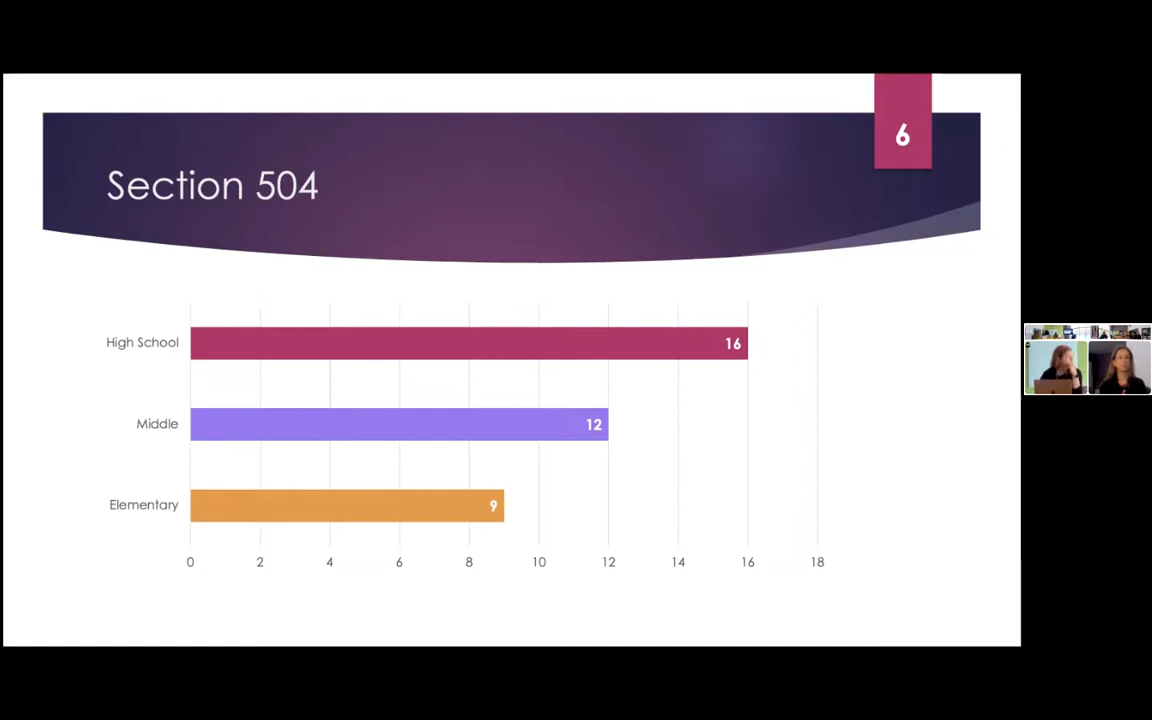 6
Section 504
High School 16
Middle 12
Elementary 9
0 2 4 6 8 10 12 14 16 18